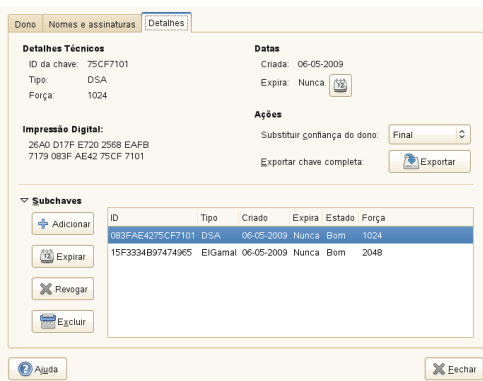 Dono Nomes e assinaturas Detalhes
Detalhes Técnicos
ID da chave: 75CF7101
Tipo: DSA
Força: 1024
Impressão Digital:
26A0 D17F E720 2568 EAFB
7179 083F AE42 75CF 7101
Datas
Criada: 06-05-2009
Expira: Nunca 12
Ações
Substituir confiança do dono: Final
Exportar chave completa: Exportar
Subchaves
Adicionar
12 Expirar
Revogar
Excluir
ID Tipo Criado Expira Estado Força
083FAE4275CF7101 DSA 06-05-2009 Nunca Bom 1024
15F3334B97474965 ElGamal 06-05-2009 Nunca Bom 2048
Ajuda
Fechar